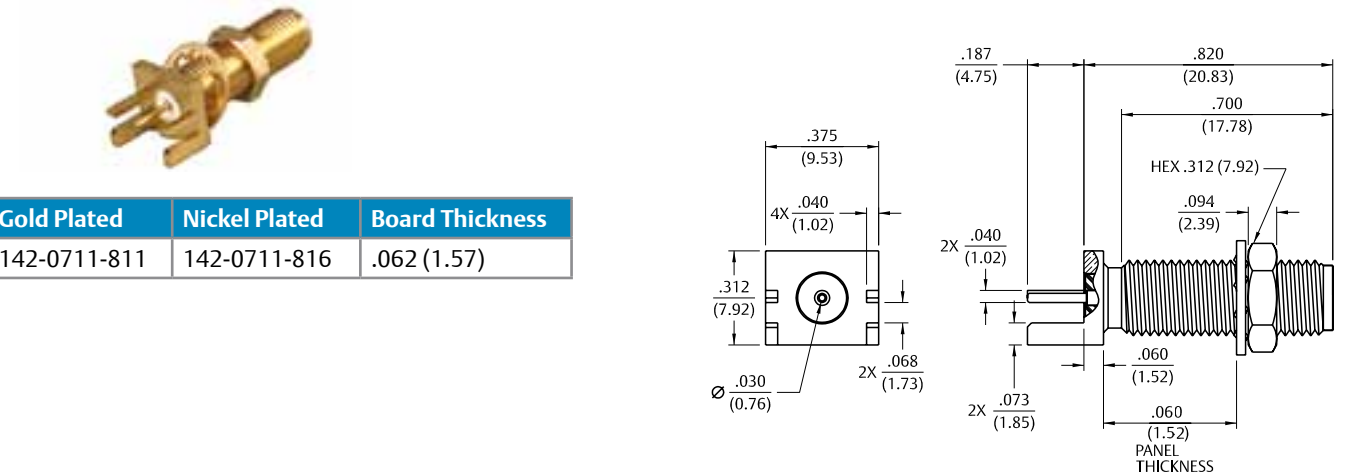 Gold Plated Nickel Plated Board Thickness
142-0711-811 142-0711-816 .062 (1.57)
.187
(4.75)
.820
(20.83)
.700
(17.78)
HEX .312 (7.92)
.094
(2.39)
.375
(9.53)
4X .040
(1.02)
2X .040
(1.02)
.312
(7.92)
2X .068
(1.73)
⌀ .030
(0.76)
.060
(1.52)
2X .073
(1.85)
.060
(1.52)
PANEL
THICKNESS